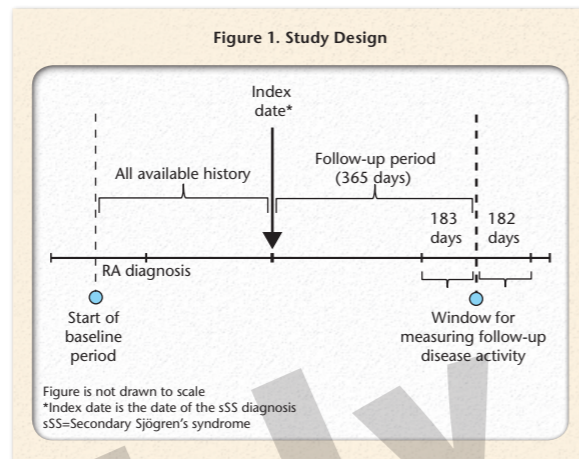 Figure 1. Study Design
Index
date*
All available history
Follow-up period
(365 days)
183
days
182
days
RA diagnosis
Start of
baseline
period
Window for
measuring follow-up
disease activity
Figure is not drawn to scale
*Index date is the date of the sSS diagnosis
sSS=Secondary Sjögren's syndrome